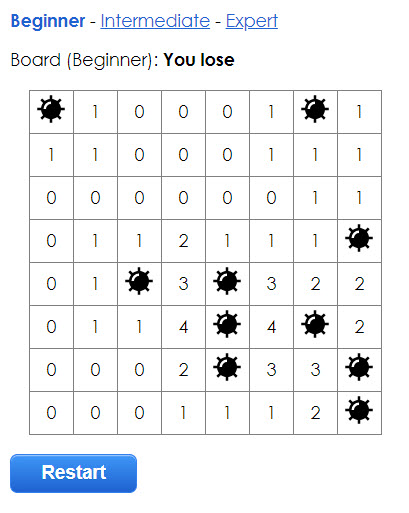 Beginner - Intermediate - Expert
Board (Beginner): You lose
1 0 0 0 1 1
1 1 0 0 0 1 1 1
0 0 0 0 0 0 1 1
0 1 1 2 1 1 1
0 1 3 3 2 2
0 1 1 4 4 2
0 0 0 2 3 3
0 0 0 1 1 1 2
Restart